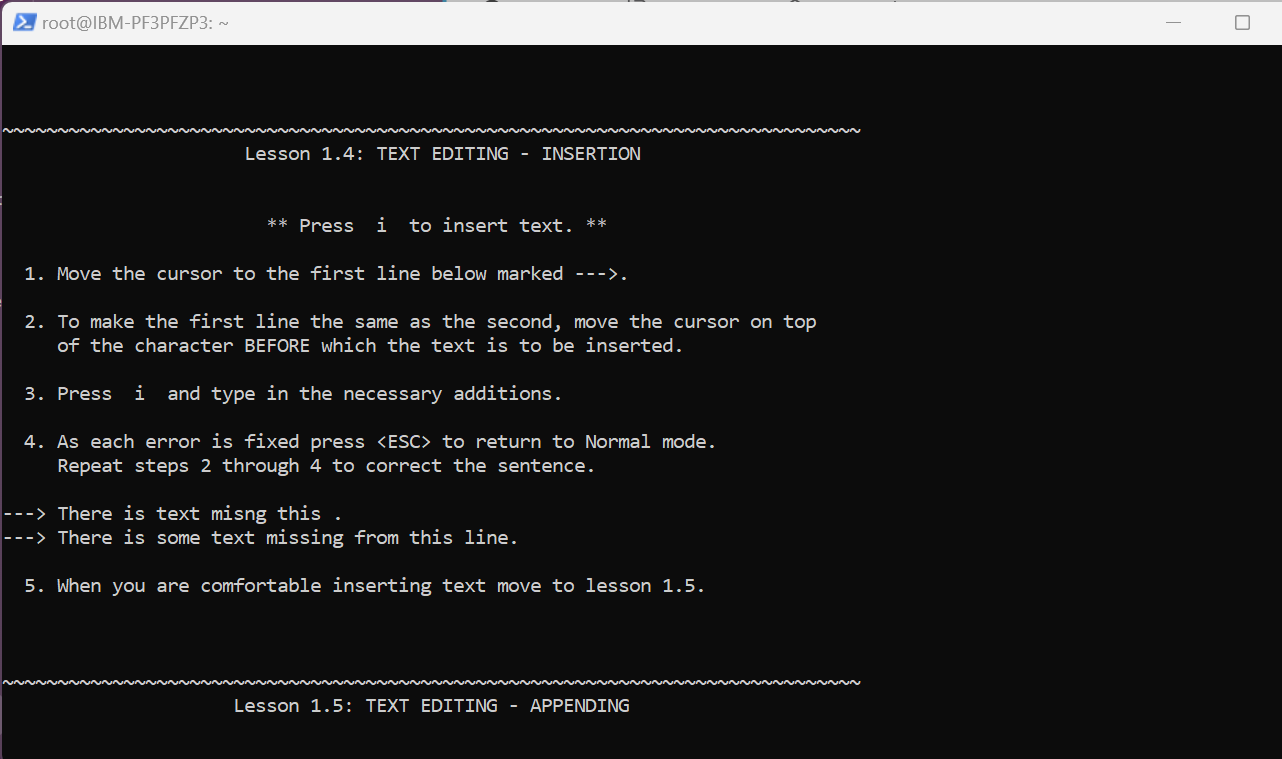 root@IBM-PF3PFZP3: ~
~~~~~~~~~~~~~~~~~~~~~~~~~~~~~~~~~~~~~~~~~~~~~~~~~~~~~~~~~~~~~~~~~~~~~~~~~~~~~~
Lesson 1.4: TEXT EDITING - INSERTION
** Press  i  to insert text. **
1. Move the cursor to the first line below marked --->.
2. To make the first line the same as the second, move the cursor on top
of the character BEFORE which the text is to be inserted.
3. Press  i  and type in the necessary additions.
4. As each error is fixed press <ESC> to return to Normal mode.
Repeat steps 2 through 4 to correct the sentence.
---> There is text misng this .
---> There is some text missing from this line.
5. When you are comfortable inserting text move to lesson 1.5.
~~~~~~~~~~~~~~~~~~~~~~~~~~~~~~~~~~~~~~~~~~~~~~~~~~~~~~~~~~~~~~~~~~~~~~~~~~~~~~
Lesson 1.5: TEXT EDITING - APPENDING